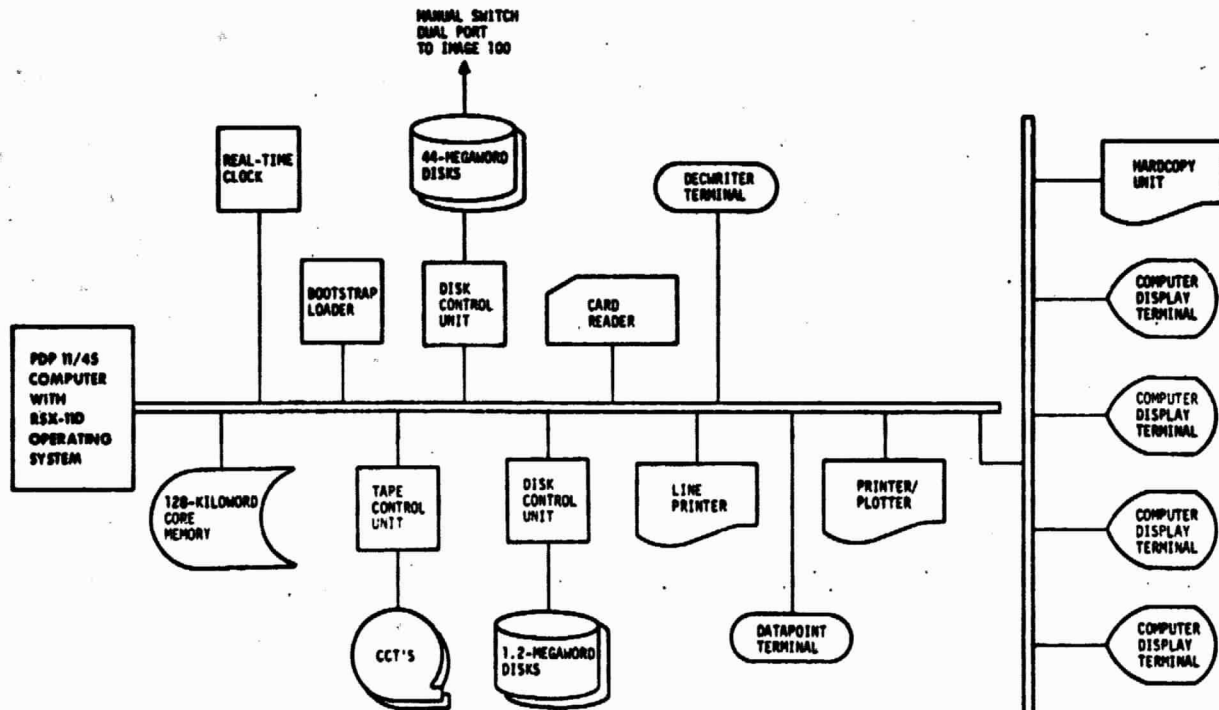 MANUAL SWITCH
DUAL PORT
TO IMAGE 100
REAL-TIME
CLOCK
44-MEGAWORD
DISKS
DECWRITER
TERMINAL
HARDCOPY
UNIT
BOOTSTRAP
LOADER
DISK
CONTROL
UNIT
CARD
READER
COMPUTER
DISPLAY
TERMINAL
PDP 11/45
COMPUTER
WITH
RSX-11D
OPERATING
SYSTEM
COMPUTER
DISPLAY
TERMINAL
128-KILOWORD
CORE
MEMORY
TAPE
CONTROL
UNIT
DISK
CONTROL
UNIT
LINE
PRINTER
PRINTER/
PLOTTER
COMPUTER
DISPLAY
TERMINAL
CCT'S
1.2-MEGAWORD
DISKS
DATAPOINT
TERMINAL
COMPUTER
DISPLAY
TERMINAL